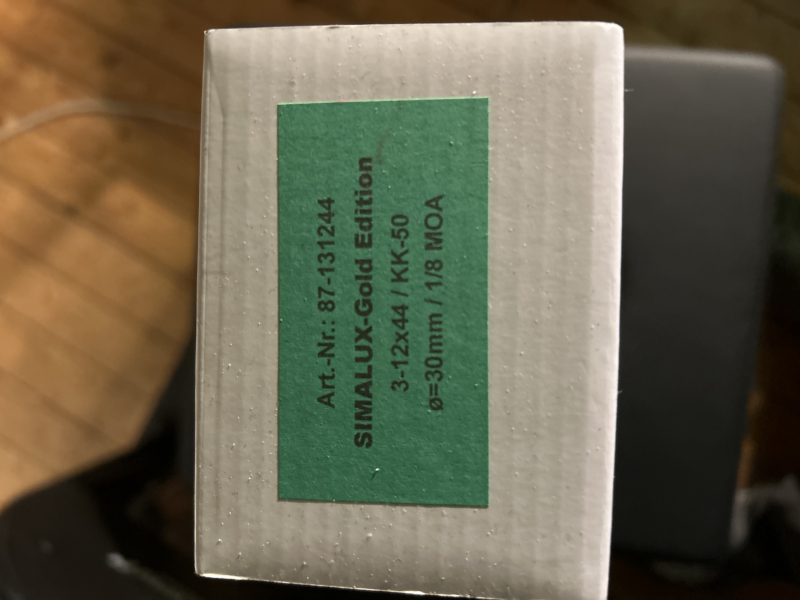 Art.-Nr.: 87-131244
SIMALUX-Gold Edition
3-12x44 / KK-50
ø=30mm / 1/8 MOA